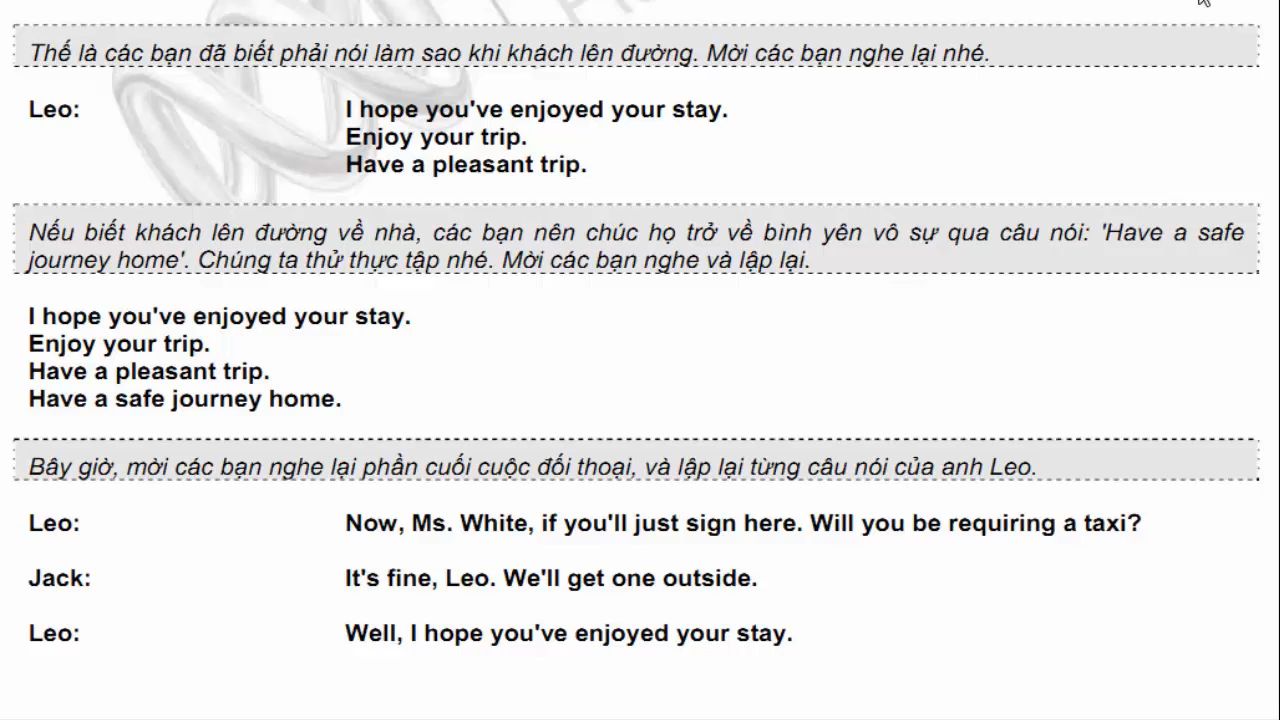 Thế là các bạn đã biết phải nói làm sao khi khách lên đường. Mời các bạn nghe lại nhé.
Leo: I hope you've enjoyed your stay.
Enjoy your trip.
Have a pleasant trip.
Nếu biết khách lên đường về nhà, các bạn nên chúc họ trở về bình yên vô sự qua câu nói: 'Have a safe
journey home'. Chúng ta thử thực tập nhé. Mời các bạn nghe và lập lại.
I hope you've enjoyed your stay.
Enjoy your trip.
Have a pleasant trip.
Have a safe journey home.
Bây giờ, mời các bạn nghe lại phần cuối cuộc đối thoại, và lập lại từng câu nói của anh Leo.
Leo: Now, Ms. White, if you'll just sign here. Will you be requiring a taxi?
Jack: It's fine, Leo. We'll get one outside.
Leo: Well, I hope you've enjoyed your stay.